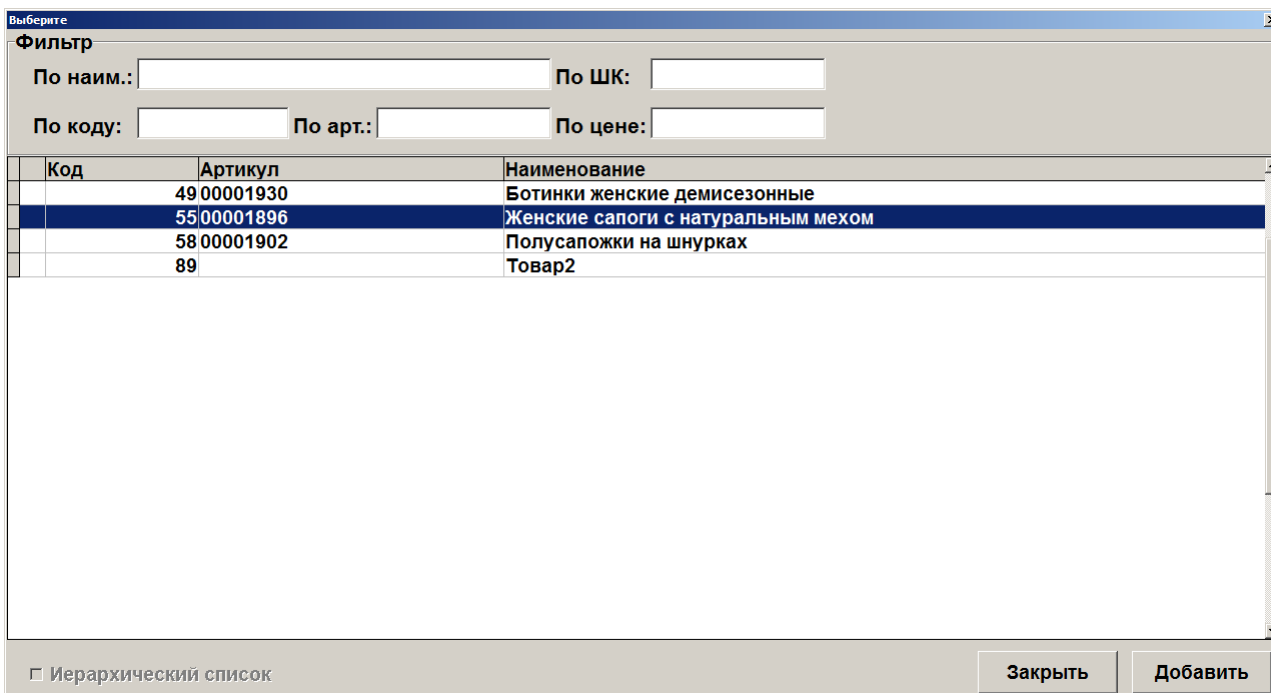 Выберите
Фильтр
По наим.: По ШК:
По коду: По арт.: По цене:
Код Артикул Наименование
49 00001930 Ботинки женские демисезонные
55 00001896 Женские сапоги с натуральным мехом
58 00001902 Полусапожки на шнурках
89 Товар2
Иерархический список Закрыть Добавить